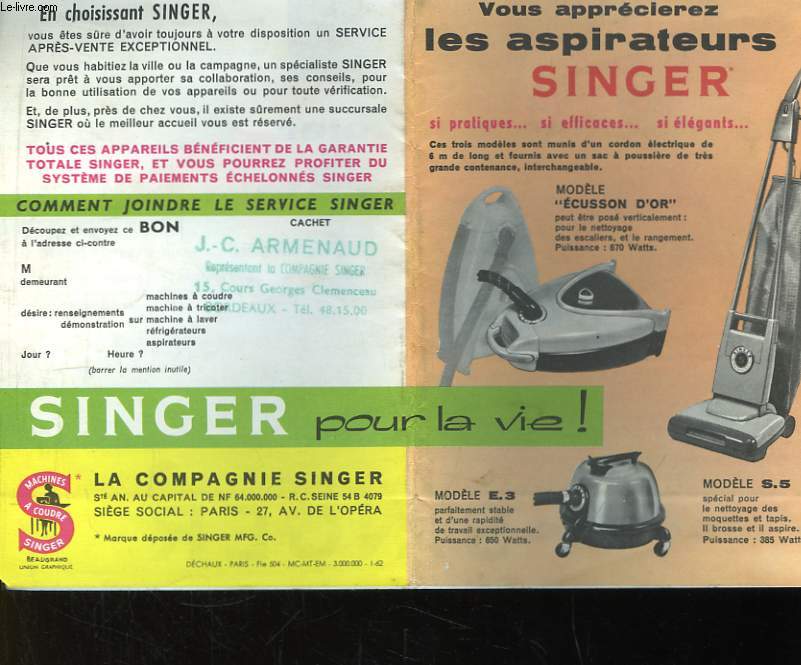 Le-livre.com
En choisissant SINGER,
vous êtes sûre d'avoir toujours à votre disposition un SERVICE
APRÈS-VENTE EXCEPTIONNEL.
Que vous habitiez la ville ou la campagne, un spécialiste SINGER
sera prêt à vous apporter sa collaboration, ses conseils, pour
la bonne utilisation de vos appareils ou pour toute vérification.
Et, de plus, près de chez vous, il existe sûrement une succursale
SINGER où le meilleur accueil vous est réservé.
TOUS CES APPAREILS BÉNÉFICIENT DE LA GARANTIE
TOTALE SINGER, ET VOUS POURREZ PROFITER DU
SYSTÈME DE PAIEMENTS ÉCHELONNÉS SINGER
COMMENT JOINDRE LE SERVICE SINGER
Découpez et envoyez ce BON
à l'adresse ci-contre
CACHET
J.-C. ARMENAUD
Représentant la COMPAGNIE SINGER
15, Cours Georges Clemenceau
BORDEAUX - Tél. 48.15.00
M
demeurant
désire : renseignements
démonstration
sur
machines à coudre
machine à tricoter
machine à laver
réfrigérateurs
aspirateurs
Jour ? Heure ?
(barrer la mention inutile)
SINGER pour la vie !
MACHINES
A COUDRE
SINGER
*
BEAUGRAND
UNION GRAPHIQUE
LA COMPAGNIE SINGER
Sté AN. AU CAPITAL DE NF 64.000.000 - R.C. SEINE 54 B 4079
SIÈGE SOCIAL : PARIS - 27, AV. DE L'OPÉRA
* Marque déposée de SINGER MFG. Co.
DÉCHAUX - PARIS - Fle 504 - MC-MT-EM - 3.000.000 - 1-62
Vous apprécierez
les aspirateurs
SINGER*
si pratiques... si efficaces... si élégants...
Ces trois modèles sont munis d'un cordon électrique de
6 m de long et fournis avec un sac à poussière de très
grande contenance, interchangeable.
MODÈLE
"ÉCUSSON D'OR"
peut être posé verticalement :
pour le nettoyage
des escaliers, et le rangement.
Puissance : 870 Watts.
MODÈLE E.3
parfaitement stable
et d'une rapidité
de travail exceptionnelle.
Puissance : 650 Watts.
MODÈLE S.5
spécial pour
le nettoyage des
moquettes et tapis.
Il brosse et il aspire.
Puissance : 385 Watts